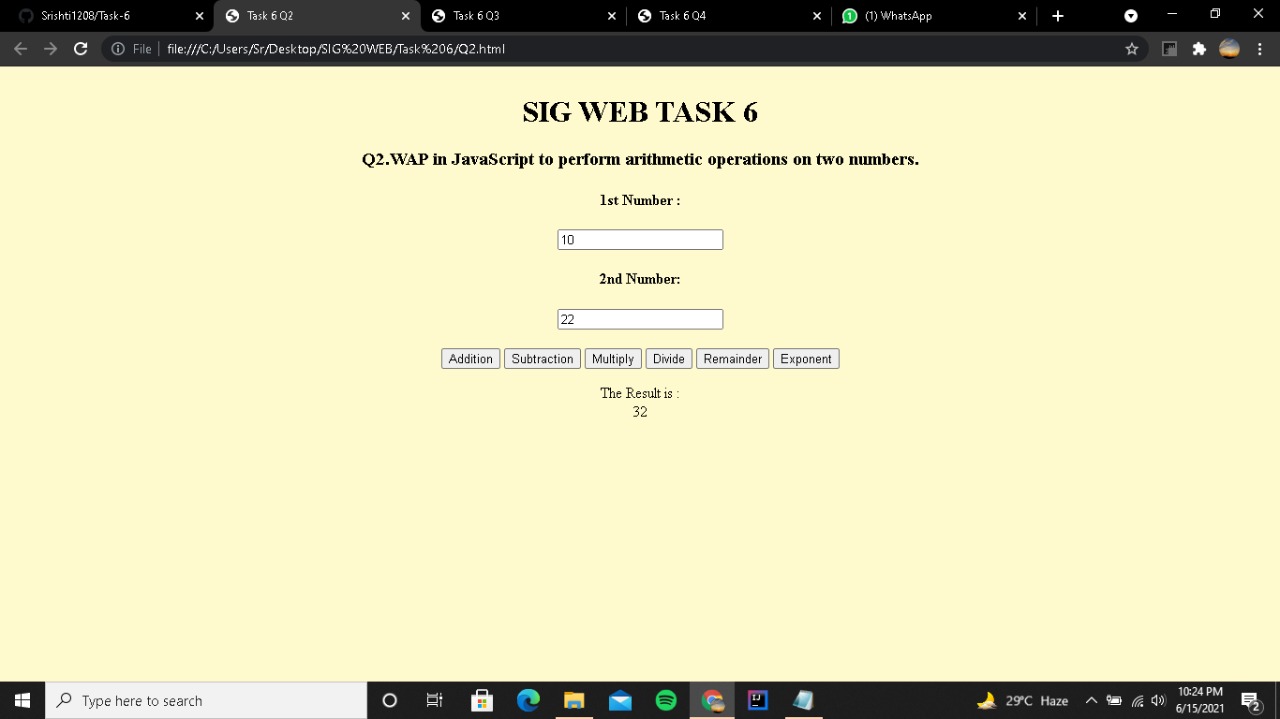 Srishti1208/Task-6
Task 6 Q2
Task 6 Q3
Task 6 Q4
(1) WhatsApp
File
file:///C:/Users/Sr/Desktop/SIG%20WEB/Task%206/Q2.html
SIG WEB TASK 6
Q2.WAP in JavaScript to perform arithmetic operations on two numbers.
1st Number :
10
2nd Number:
22
Addition Subtraction Multiply Divide Remainder Exponent
The Result is :
32
Type here to search
29°C Haze
10:24 PM
6/15/2021
2